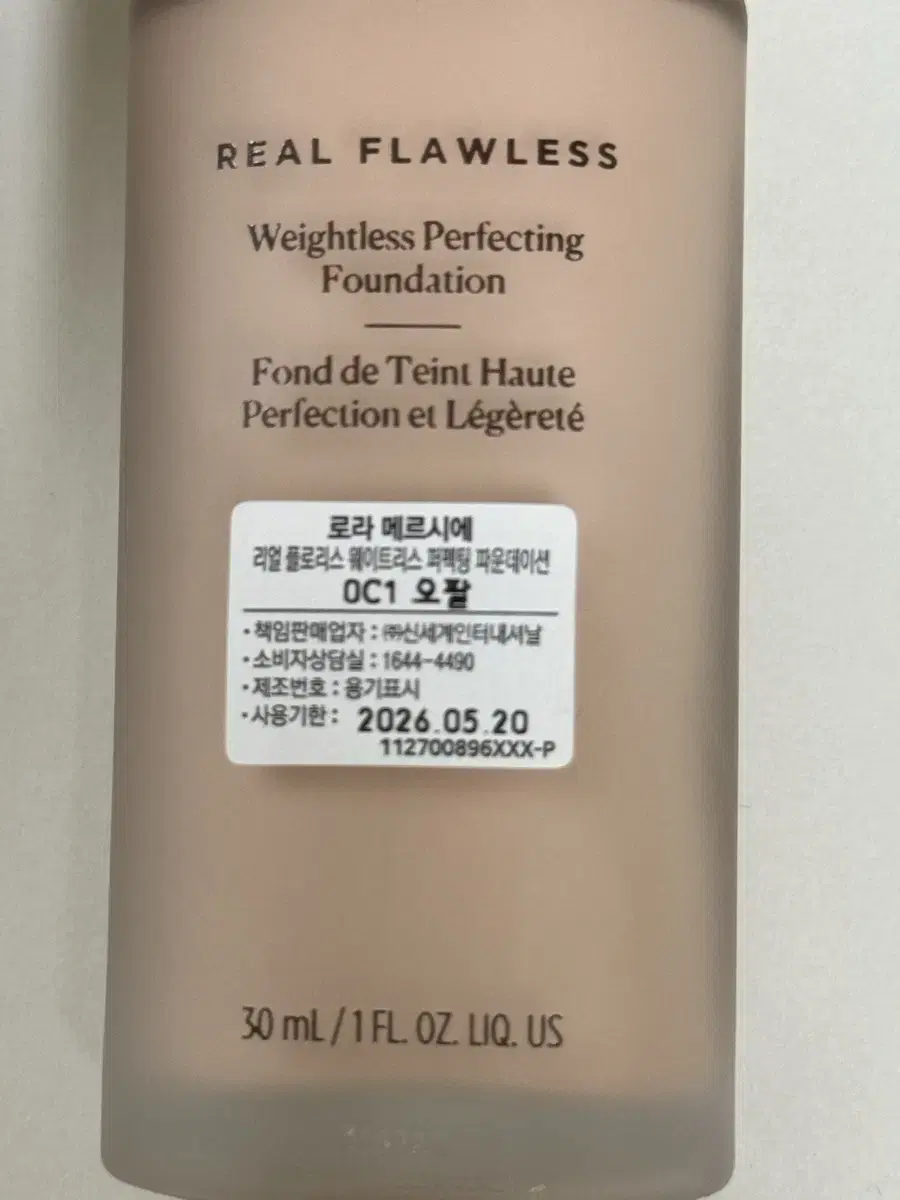 REAL FLAWLESS
Weightless Perfecting
Foundation
Fond de Teint Haute
Perfection et Légèreté
로라 메르시에
리얼 플로리스 웨이트리스 퍼펙팅 파운데이션
0C1 오팔
·책임판매업자 : ㈜신세계인터내셔날
·소비자상담실 : 1644-4490
·제조번호 : 용기표시
·사용기한 : 2026.05.20
112700896XXX-P
30 mL / 1 FL. OZ. LIQ. US